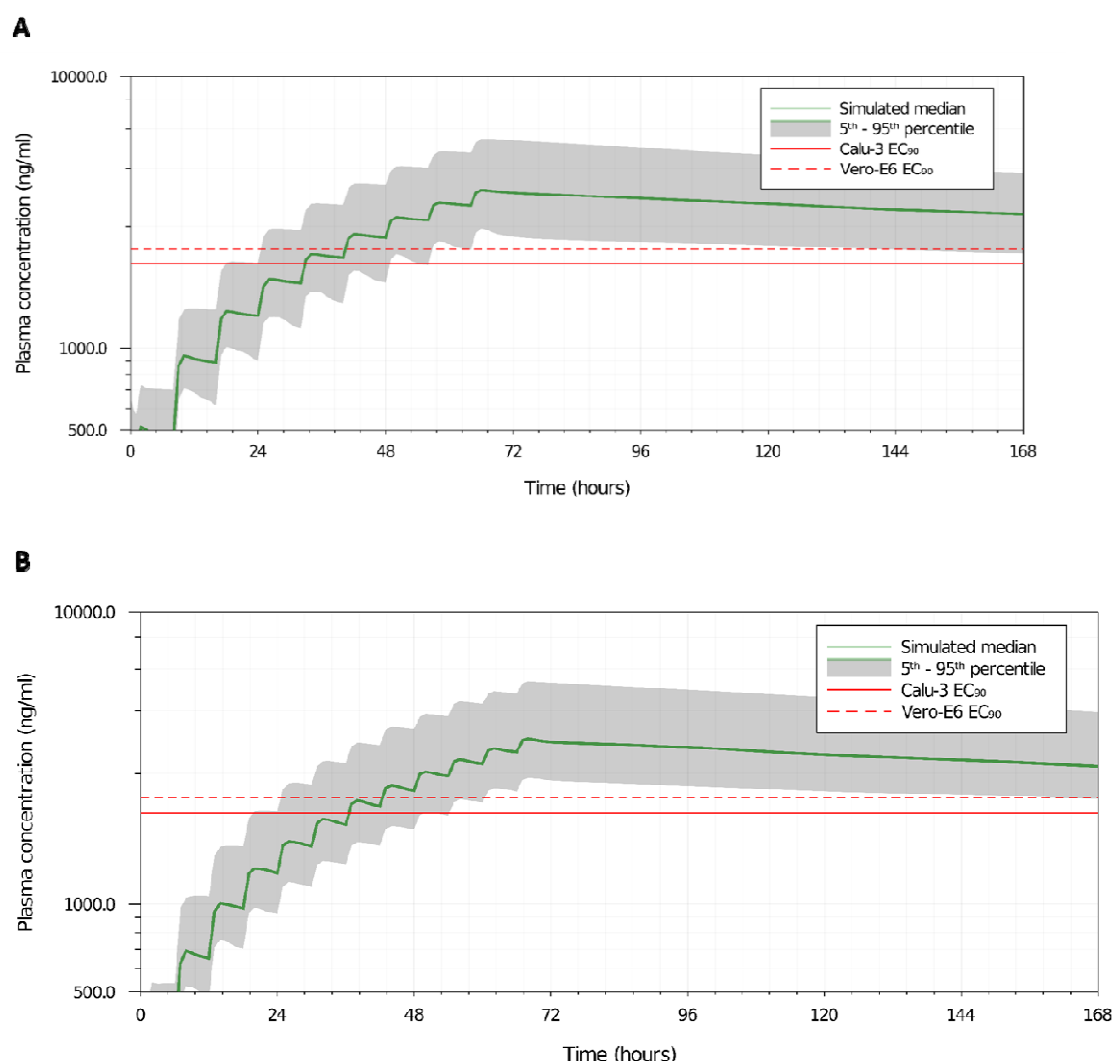 A
10000.0
Simulated median
5th - 95th percentile
Calu-3 EC90
Vero-E6 EC90
Plasma concentration (ng/ml)
1000.0
500.0
0 24 48 72 96 120 144 168
Time (hours)
B
10000.0
Simulated median
5th - 95th percentile
Calu-3 EC90
Vero-E6 EC90
Plasma concentration (ng/ml)
1000.0
500.0
0 24 48 72 96 120 144 168
Time (hours)